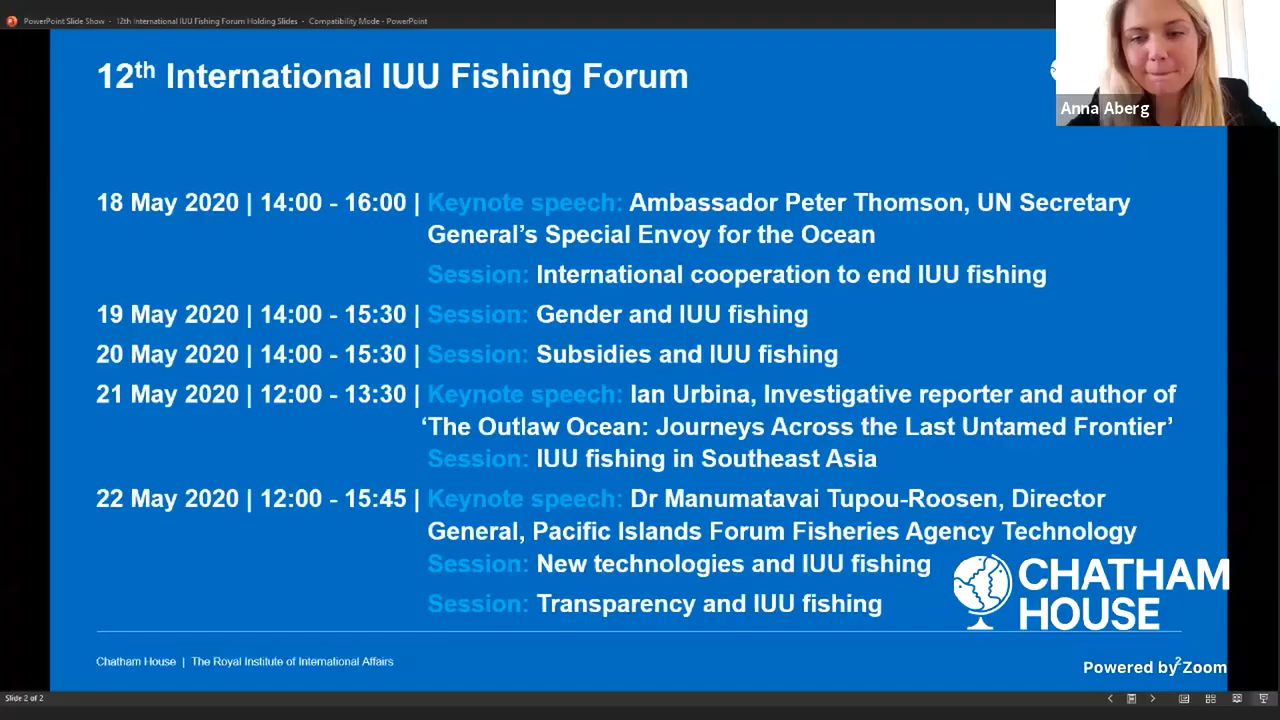 PowerPoint Slide Show - 12th International IUU Fishing Forum Holding Slides - Compatibility Mode - PowerPoint
12th International IUU Fishing Forum
Anna Aberg
18 May 2020 | 14:00 - 16:00 | Keynote speech: Ambassador Peter Thomson, UN Secretary
General’s Special Envoy for the Ocean
Session: International cooperation to end IUU fishing
19 May 2020 | 14:00 - 15:30 | Session: Gender and IUU fishing
20 May 2020 | 14:00 - 15:30 | Session: Subsidies and IUU fishing
21 May 2020 | 12:00 - 13:30 | Keynote speech: Ian Urbina, Investigative reporter and author of
‘The Outlaw Ocean: Journeys Across the Last Untamed Frontier’
Session: IUU fishing in Southeast Asia
22 May 2020 | 12:00 - 15:45 | Keynote speech: Dr Manumatavai Tupou-Roosen, Director
General, Pacific Islands Forum Fisheries Agency Technology
Session: New technologies and IUU fishing
Session: Transparency and IUU fishing
CHATHAM
HOUSE
Chatham House | The Royal Institute of International Affairs
2
Powered by Zoom
Slide 2 of 2